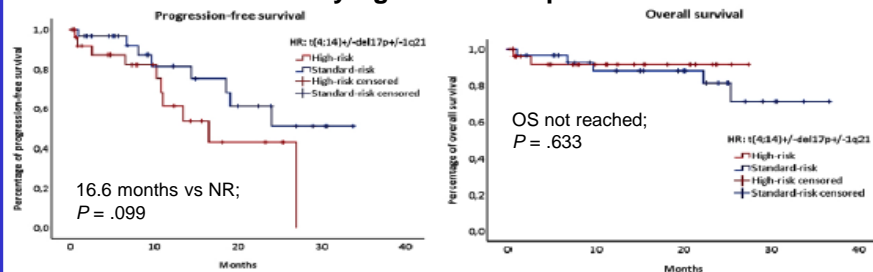 Progression-free survival
1,0
0,8
0,6
0,4
0,2
0,0
Percentage of progression-free survival
HR: t(4;14)+/-del17p+/-1q21
High-risk
Standard-risk
High-risk censored
Standard-risk censored
16.6 months vs NR;
P = .099
0 10 20 30 40
Months
Overall survival
1,0
0,8
0,6
0,4
0,2
0,0
Percentage of overall survival
OS not reached;
P = .633
HR: t(4;14)+/-del17p+/-1q21
High-risk
Standard-risk
High-risk censored
Standard-risk censored
0 10 20 30 40
Months